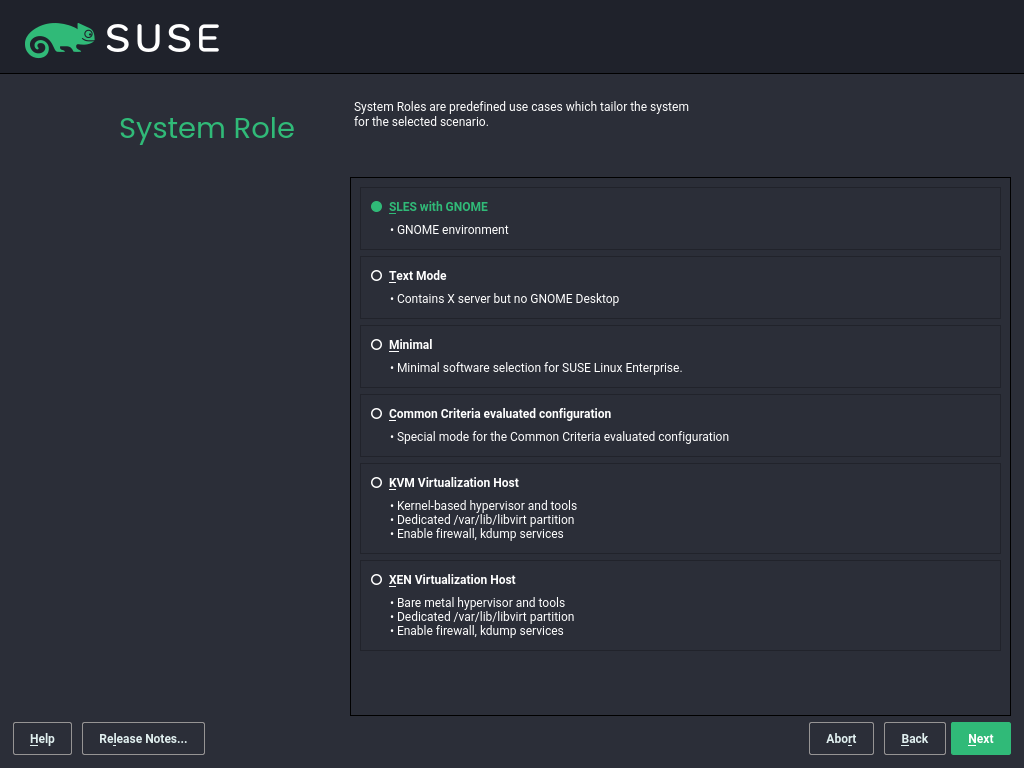 SUSE
System Role
System Roles are predefined use cases which tailor the system
for the selected scenario.
SLES with GNOME
• GNOME environment
Text Mode
• Contains X server but no GNOME Desktop
Minimal
• Minimal software selection for SUSE Linux Enterprise.
Common Criteria evaluated configuration
• Special mode for the Common Criteria evaluated configuration
KVM Virtualization Host
• Kernel-based hypervisor and tools
• Dedicated /var/lib/libvirt partition
• Enable firewall, kdump services
XEN Virtualization Host
• Bare metal hypervisor and tools
• Dedicated /var/lib/libvirt partition
• Enable firewall, kdump services
Help
Release Notes...
Abort
Back
Next